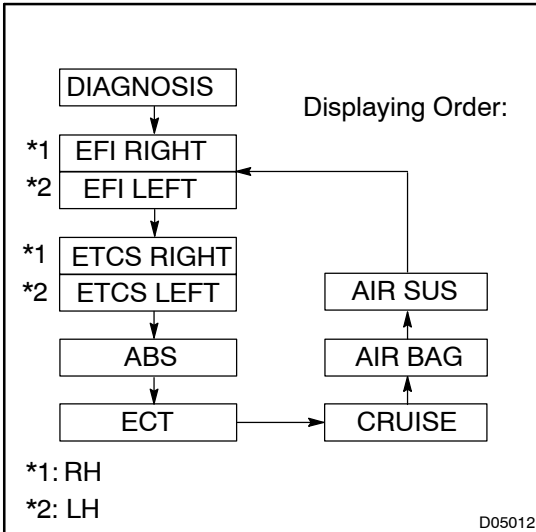 DIAGNOSIS
Displaying Order:
*1 EFI RIGHT
*2 EFI LEFT
*1 ETCS RIGHT
*2 ETCS LEFT
AIR SUS
ABS
AIR BAG
ECT
CRUISE
*1: RH
*2: LH
D05012